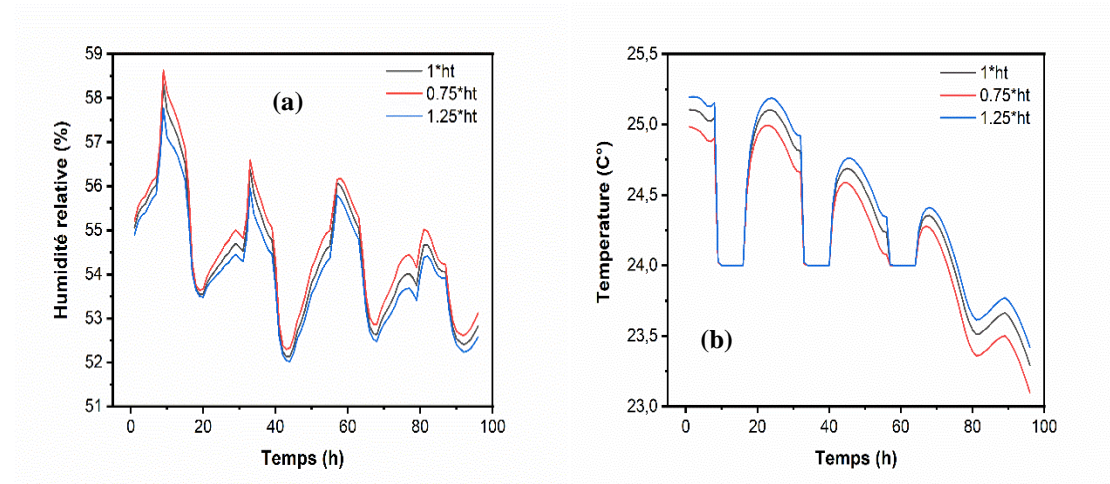 (a)
1*ht
0.75*ht
1.25*ht
Humidité relative (%)
59
58
57
56
55
54
53
52
51
0
20
40
60
80
100
Temps (h)
(b)
1*ht
0.75*ht
1.25*ht
Temperature (C°)
25,5
25,0
24,5
24,0
23,5
23,0
0
20
40
60
80
100
Temps (h)